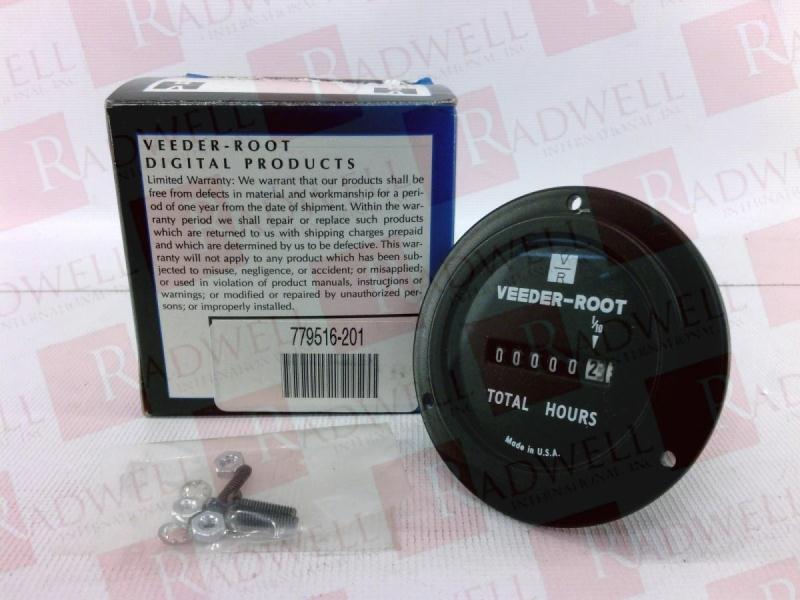 VEEDER-ROOT
DIGITAL PRODUCTS
Limited Warranty: We warrant that our products shall be
free from defects in material and workmanship for a peri-
od of one year from the date of shipment. Within the war-
ranty period we shall repair or replace such products
which are returned to us with shipping charges prepaid
and which are determined by us to be defective. This war-
ranty will not apply to any product which has been sub-
jected to misuse, negligence, or accident; or misapplied;
or used in violation of product manuals, instructions or
warnings; or modified or repaired by unauthorized per-
sons; or improperly installed.
779516-201
V
R
VEEDER-ROOT
1/10
00000 2
TOTAL HOURS
Made in U.S.A.
RADWELL
INTERNATIONAL, INC.